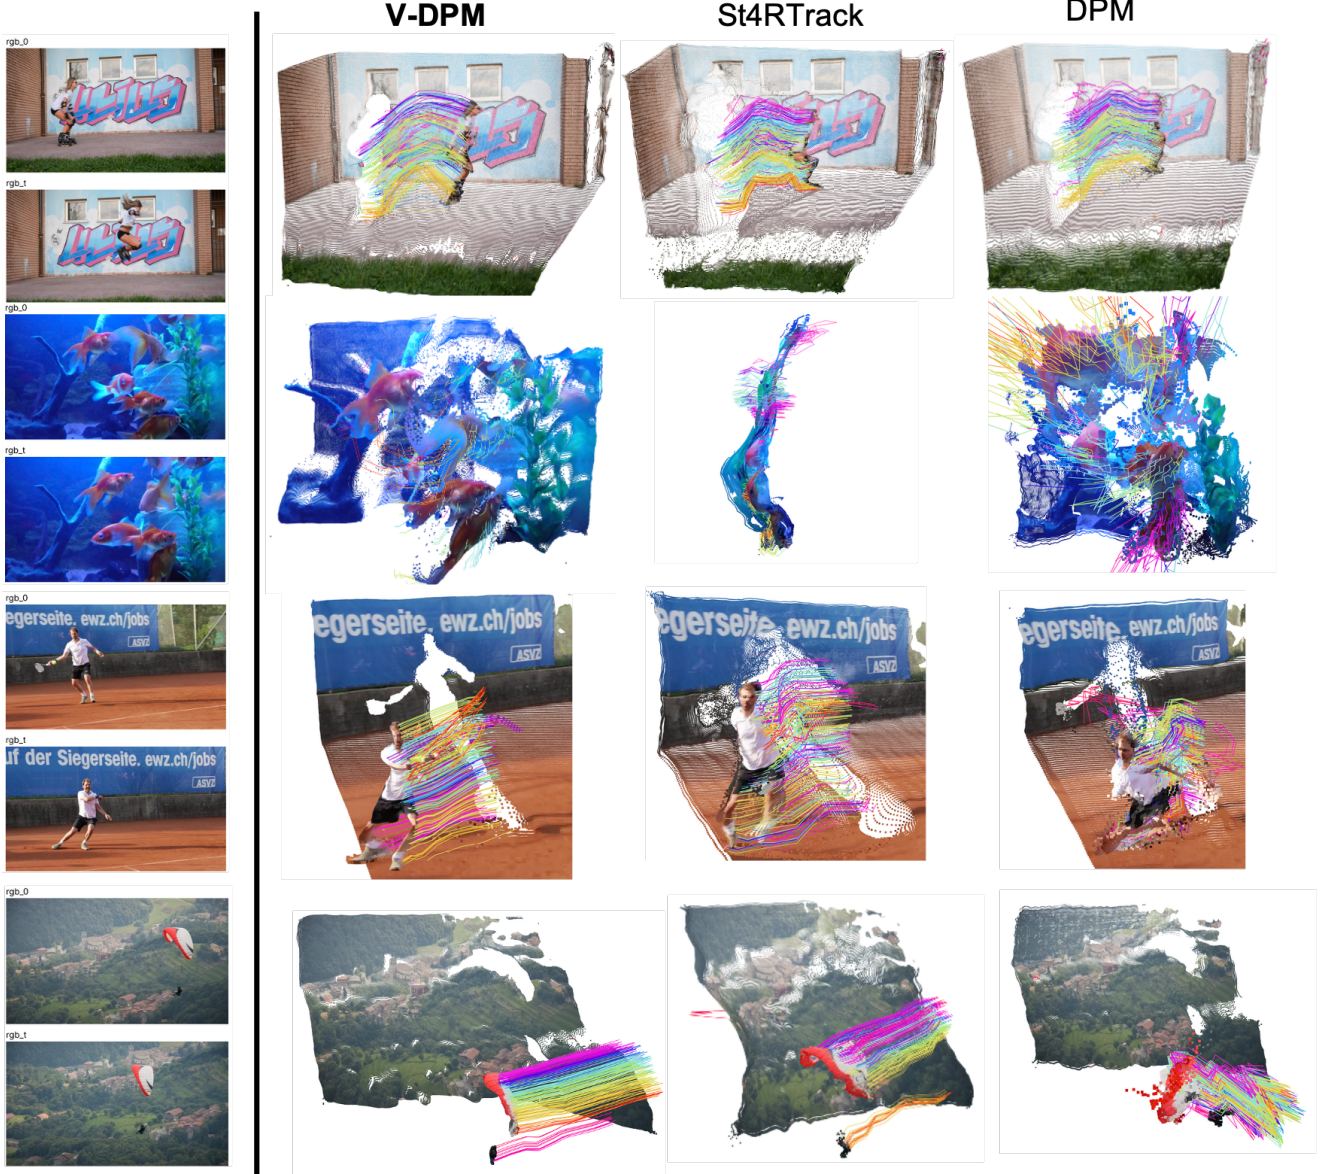 V-DPM
St4RTrack
DPM
rgb_0
rgb_t
rgb_0
rgb_t
rgb_0
egerseite. ewz.ch/jobs
ASVZ
rgb_t
uf der Siegerseite. ewz.ch/jobs
ASVZ
egerseite. ewz.ch/jobs
ASVZ
egerseite. ewz.ch/jobs
ASVZ
egerseite. ewz.ch/jobs
ASVZ
rgb_0
rgb_t